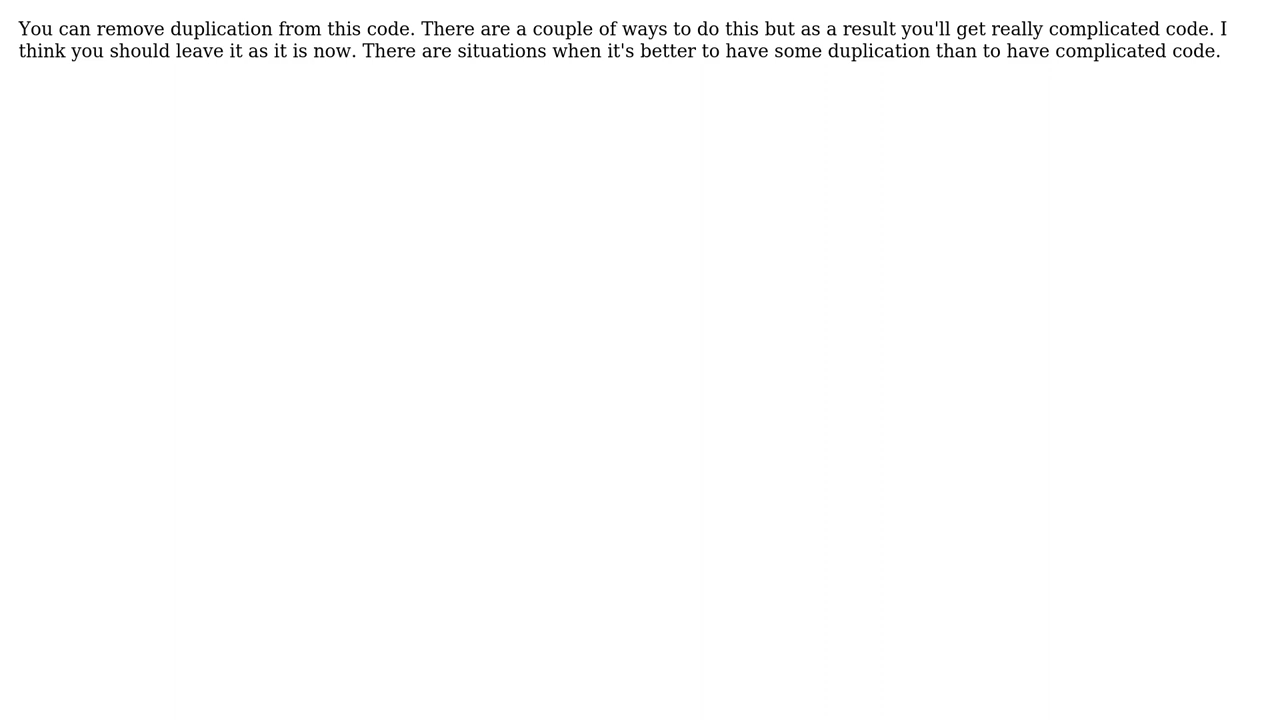 You can remove duplication from this code. There are a couple of ways to do this but as a result you'll get really complicated code. I
think you should leave it as it is now. There are situations when it's better to have some duplication than to have complicated code.